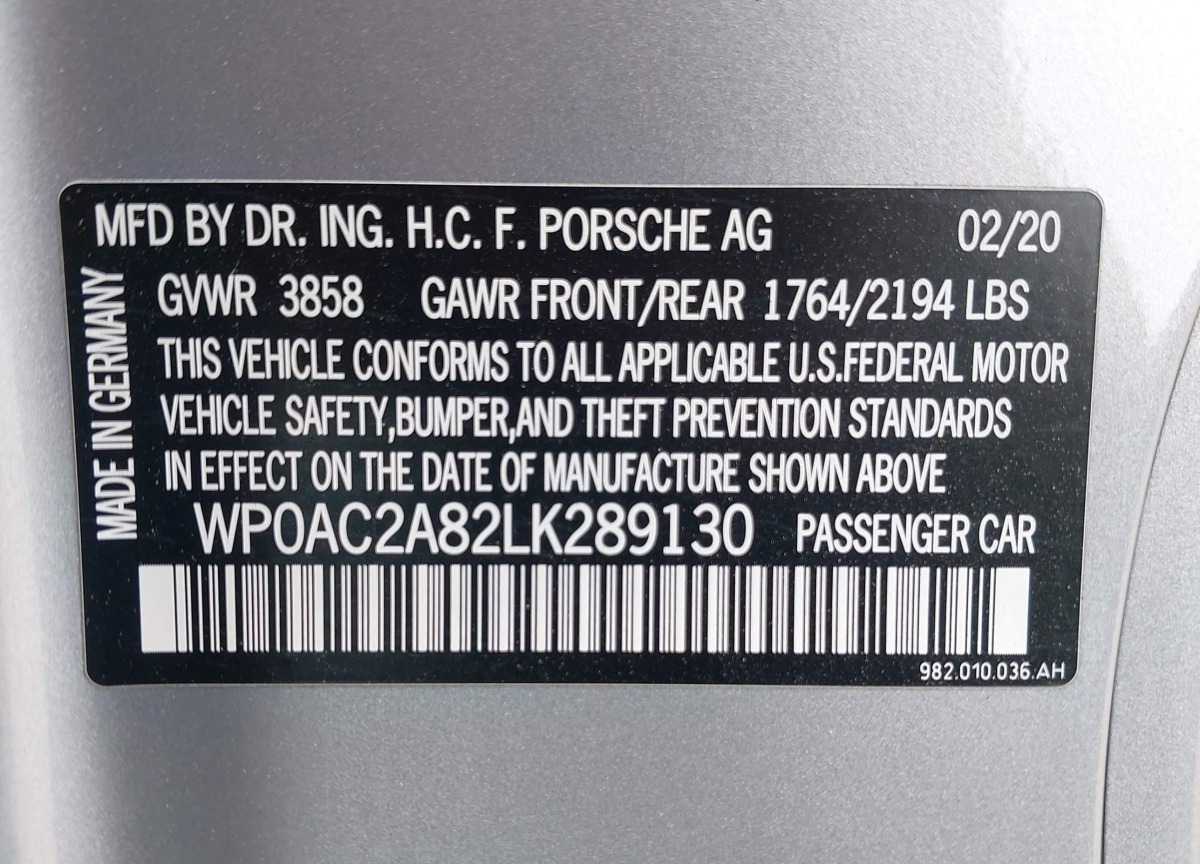 MFD BY DR. ING. H.C. F. PORSCHE AG 02/20
GVWR 3858 GAWR FRONT/REAR 1764/2194 LBS
THIS VEHICLE CONFORMS TO ALL APPLICABLE U.S.FEDERAL MOTOR
VEHICLE SAFETY,BUMPER,AND THEFT PREVENTION STANDARDS
IN EFFECT ON THE DATE OF MANUFACTURE SHOWN ABOVE
WP0AC2A82LK289130 PASSENGER CAR
982.010.036.AH
MADE IN GERMANY